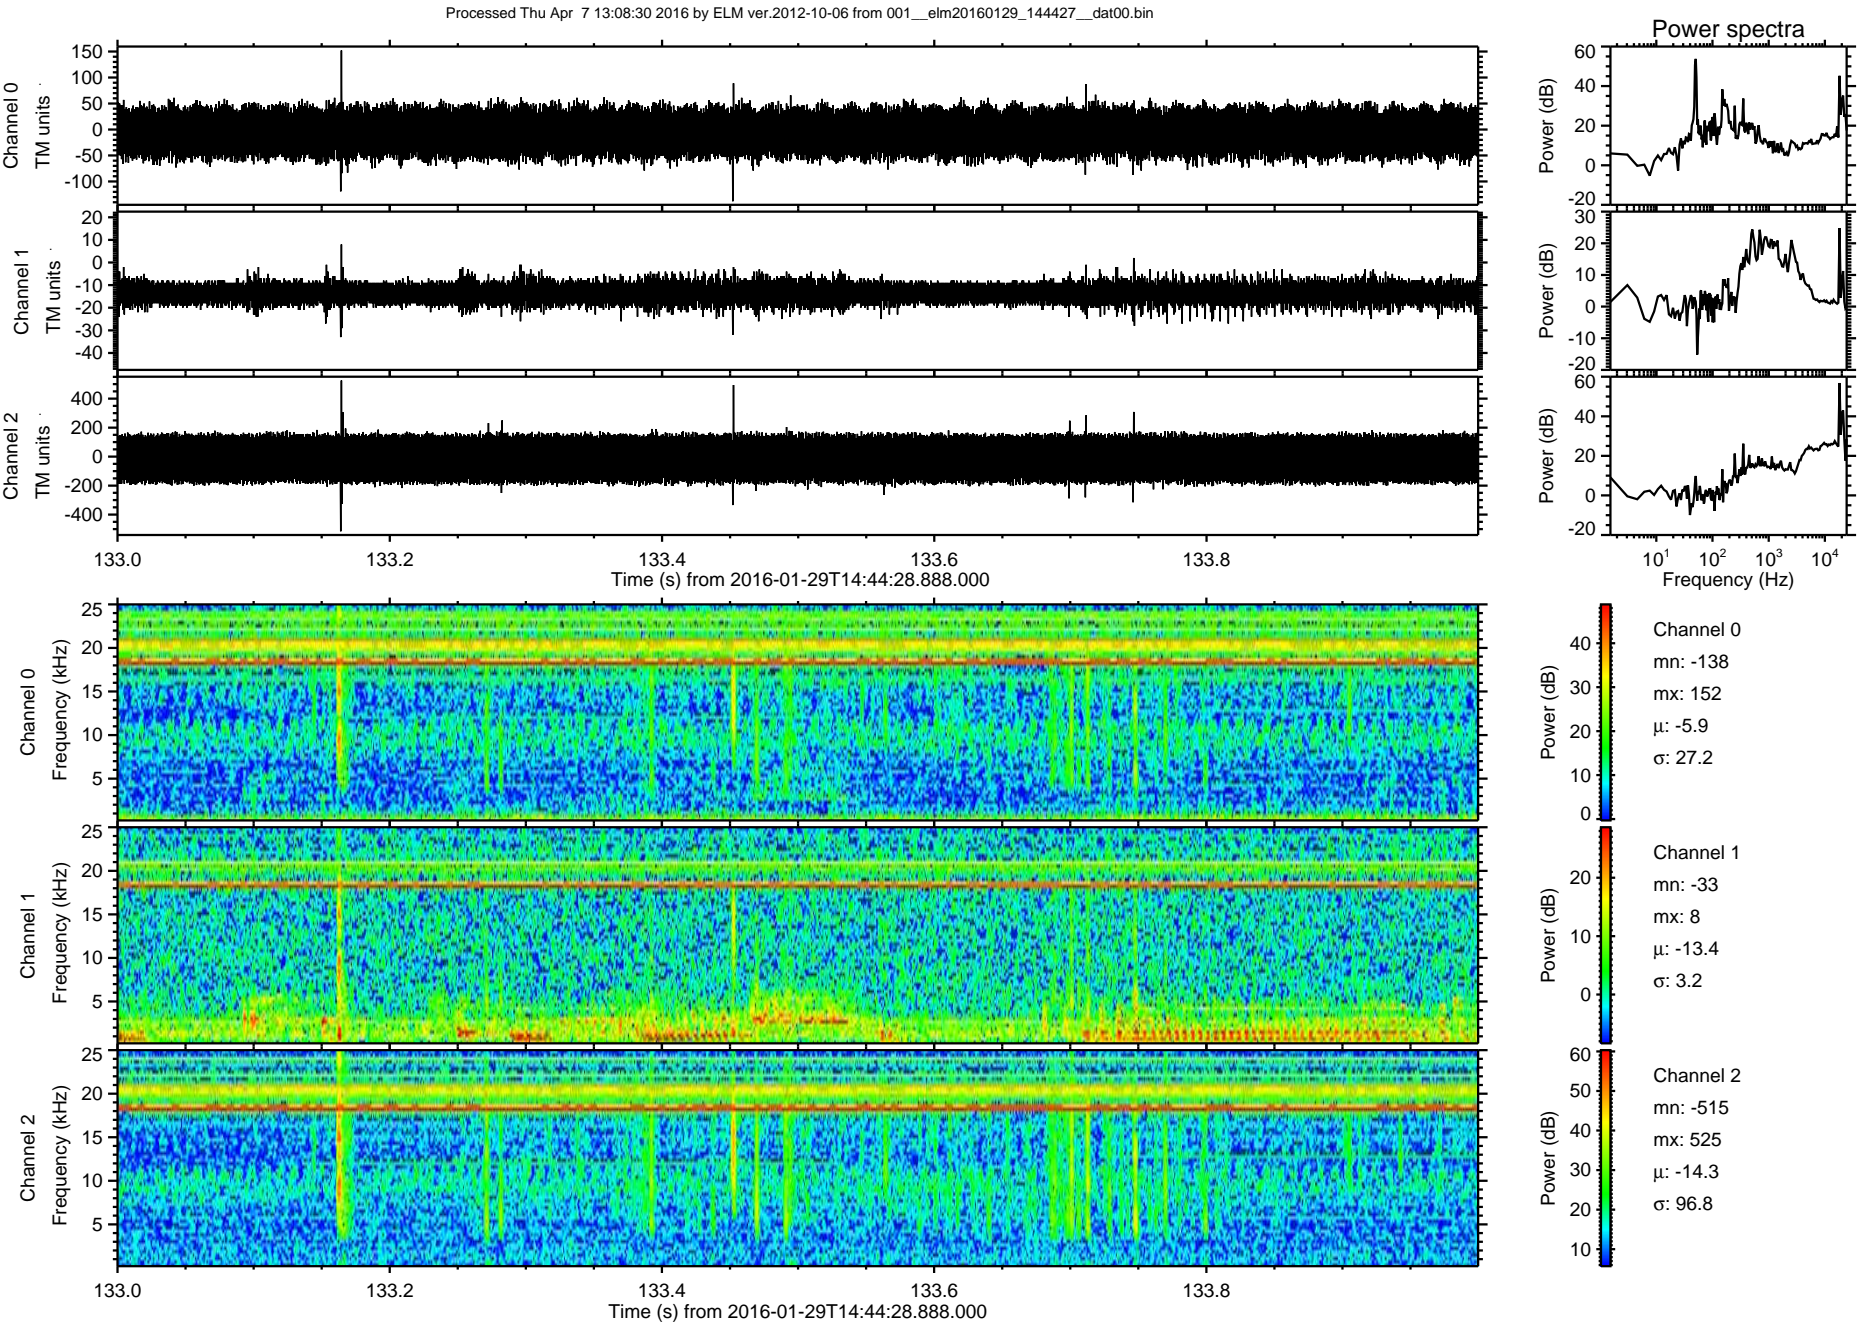 Processed Thu Apr  7 13:08:30 2016 by ELM ver.2012-10-06 from 001__elm20160129_144427__dat00.bin
Power spectra
Channel 0
TM units
150
100
50
0
-50
-100
Power (dB)
60
40
20
0
-20
Channel 1
TM units
20
10
0
-10
-20
-30
-40
Power (dB)
30
20
10
0
-10
-20
Channel 2
TM units
400
200
0
-200
-400
Power (dB)
60
40
20
0
-20
133.0 133.2 133.4 133.6 133.8
Time (s) from 2016-01-29T14:44:28.888.000
10^1 10^2 10^3 10^4
Frequency (Hz)
Channel 0
Frequency (kHz)
25
20
15
10
5
Power (dB)
40
30
20
10
0
Channel 0
mn: -138
mx: 152
μ: -5.9
σ: 27.2
Channel 1
Frequency (kHz)
25
20
15
10
5
Power (dB)
20
10
0
Channel 1
mn: -33
mx: 8
μ: -13.4
σ: 3.2
Channel 2
Frequency (kHz)
25
20
15
10
5
Power (dB)
60
50
40
30
20
10
Channel 2
mn: -515
mx: 525
μ: -14.3
σ: 96.8
133.0 133.2 133.4 133.6 133.8
Time (s) from 2016-01-29T14:44:28.888.000